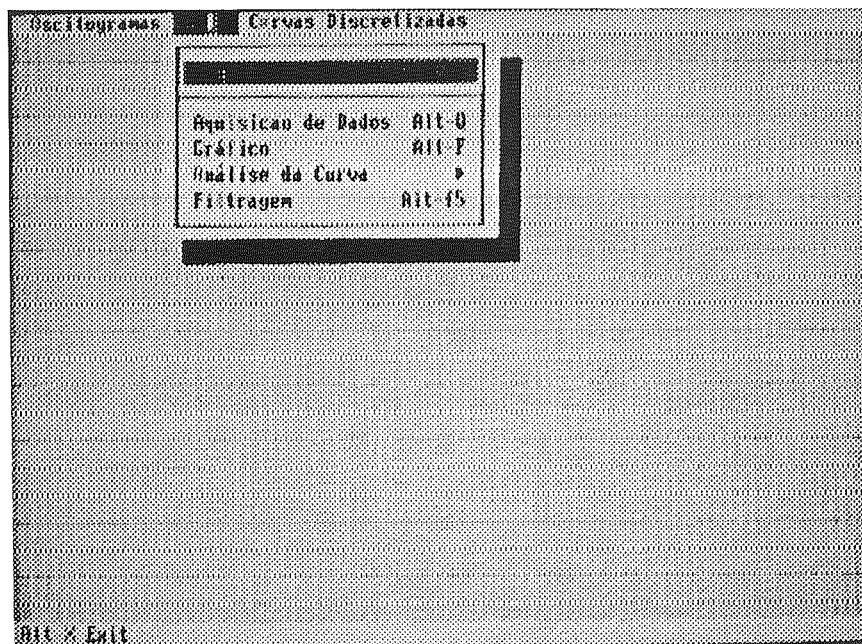 Oscilogramas Curvas Discretizadas
Aquisicao de Dados Alt-Q
Gráfico Alt-F
Análise da Curva
Filtragem Alt-f5
Alt X Exit